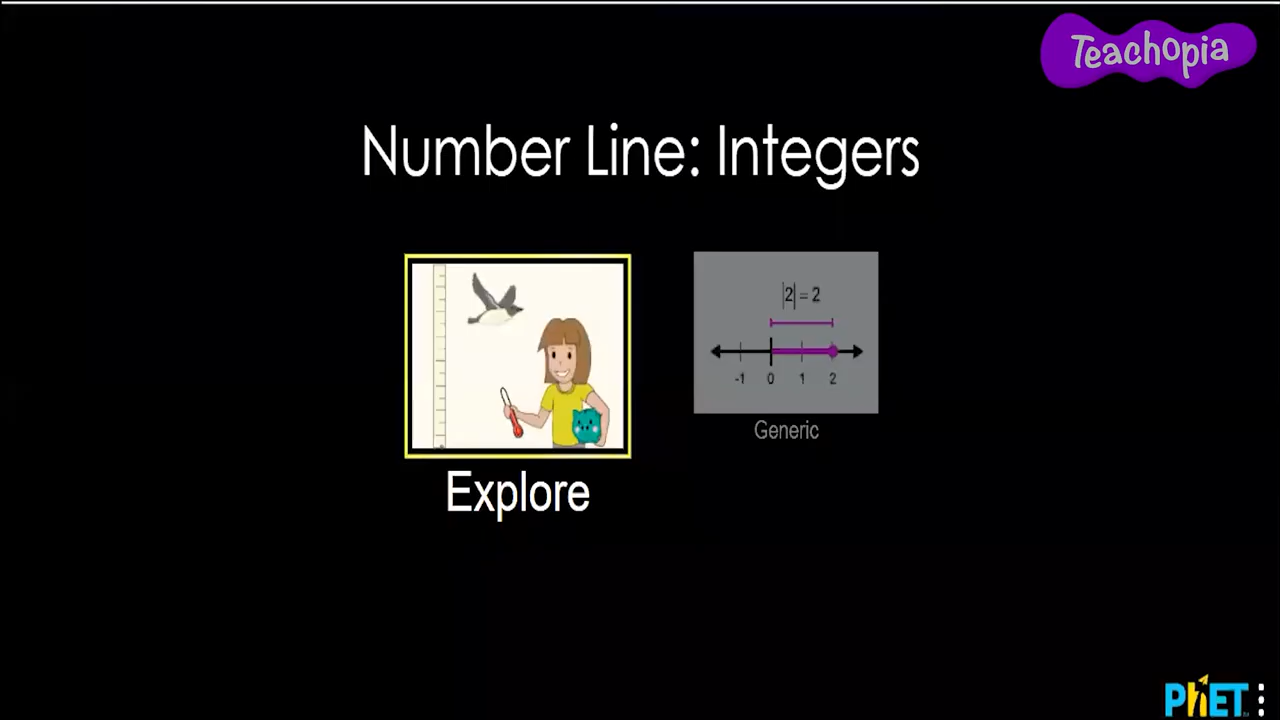 Teachopia
Number Line: Integers
|2| = 2
-1 0 1 2
Generic
Explore
PhET